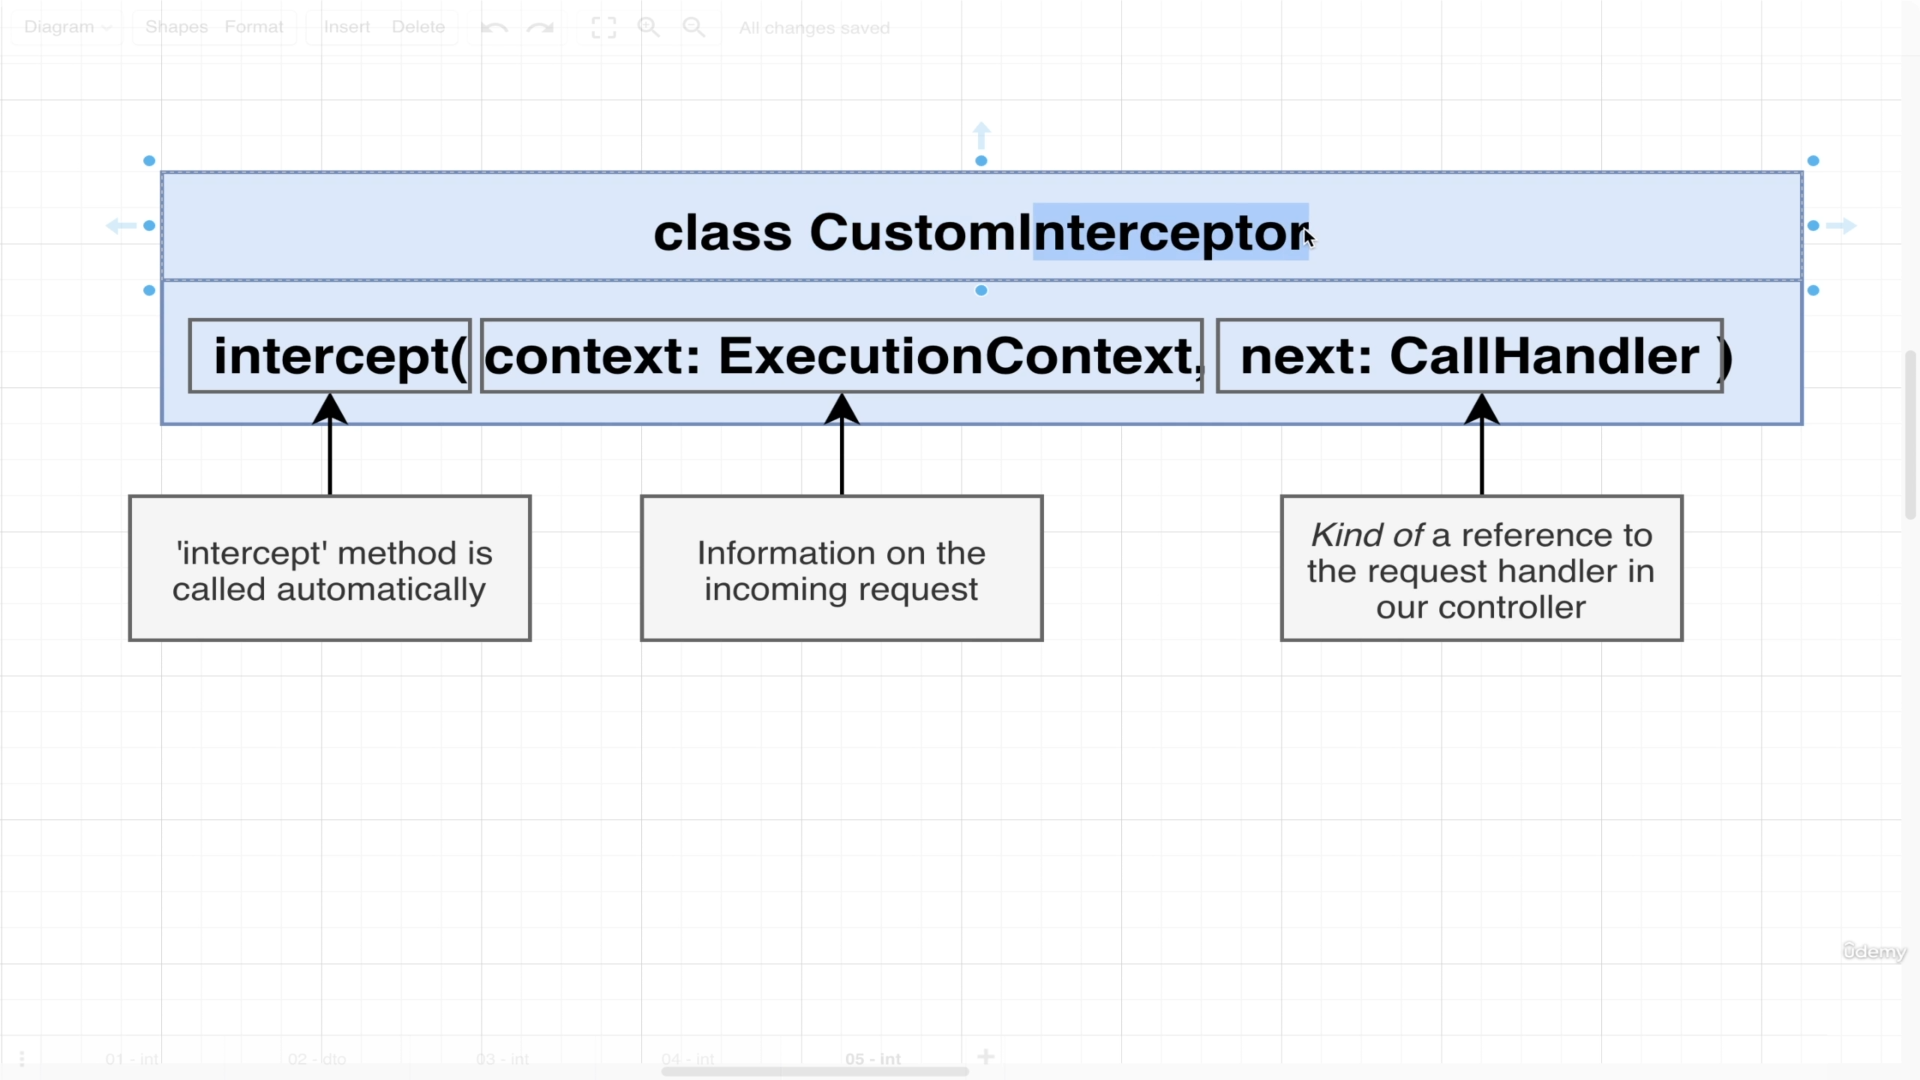 Diagram Shapes Format Insert Delete All changes saved
class CustomInterceptor
intercept( context: ExecutionContext, next: CallHandler )
'intercept' method is
called automatically
Information on the
incoming request
Kind of a reference to
the request handler in
our controller
ûdemy
01 - int 02 - dto 03 - int 04 - int 05 - int